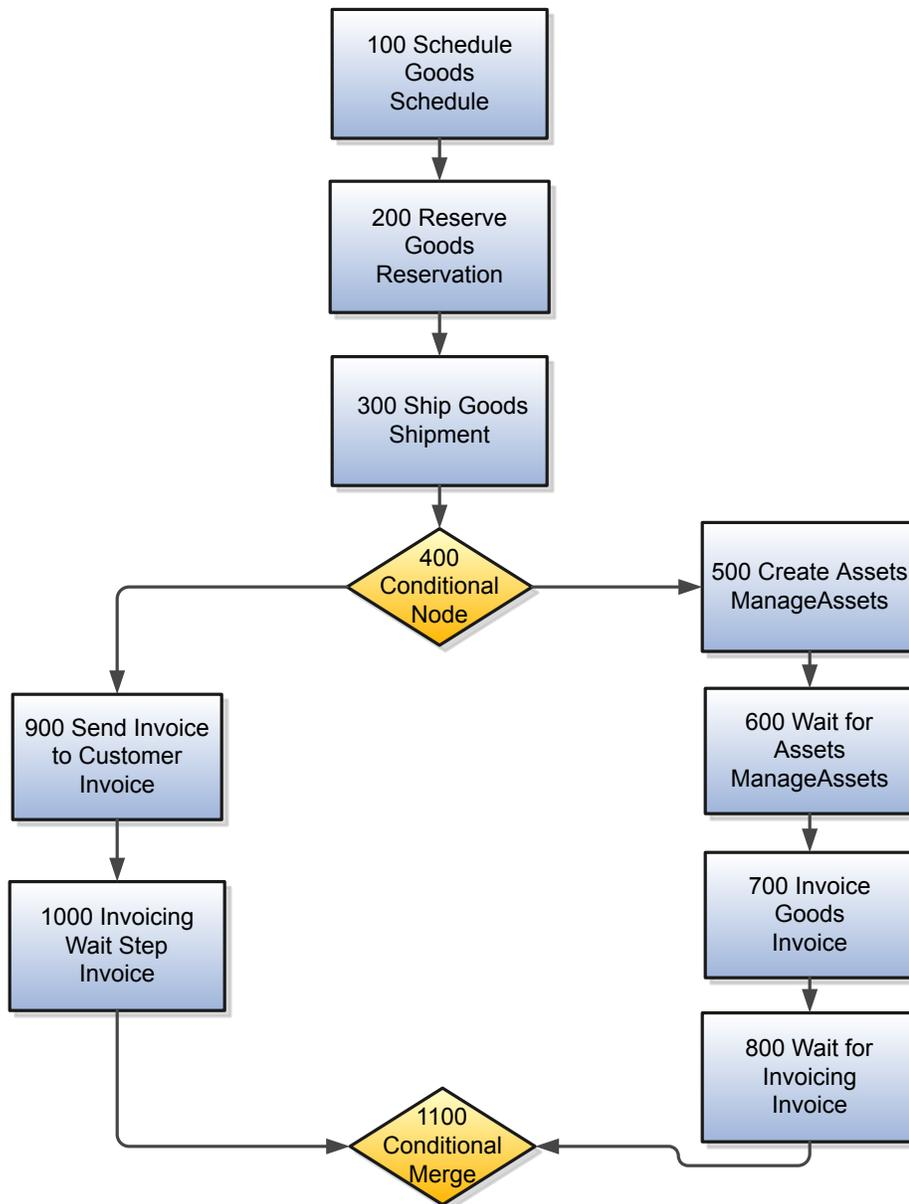 100 Schedule
Goods
Schedule
200 Reserve
Goods
Reservation
300 Ship Goods
Shipment
400
Conditional
Node
500 Create Assets
ManageAssets
900 Send Invoice
to Customer
Invoice
600 Wait for
Assets
ManageAssets
1000 Invoicing
Wait Step
Invoice
700 Invoice
Goods
Invoice
800 Wait for
Invoicing
Invoice
1100
Conditional
Merge